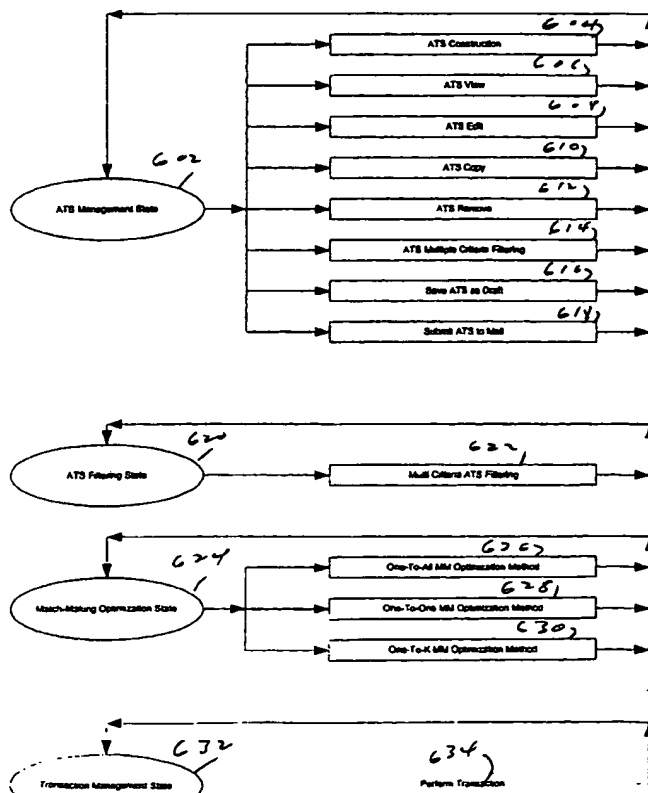 604
ATS Construction
606
ATS View
608
ATS Edit
602
610
ATS Copy
ATS Management State
612
ATS Remove
614
ATS Multiple Criteria Filtering
616
Save ATS as Draft
618
Submit ATS to Mall
620
622
ATS Filtering State
Multi Criteria ATS Filtering
624
626
One-To-All MM Optimization Method
628
Match-Making Optimization State
One-To-One MM Optimization Method
630
One-To-K MM Optimization Method
632
634
Transaction Management State
Perform Transaction